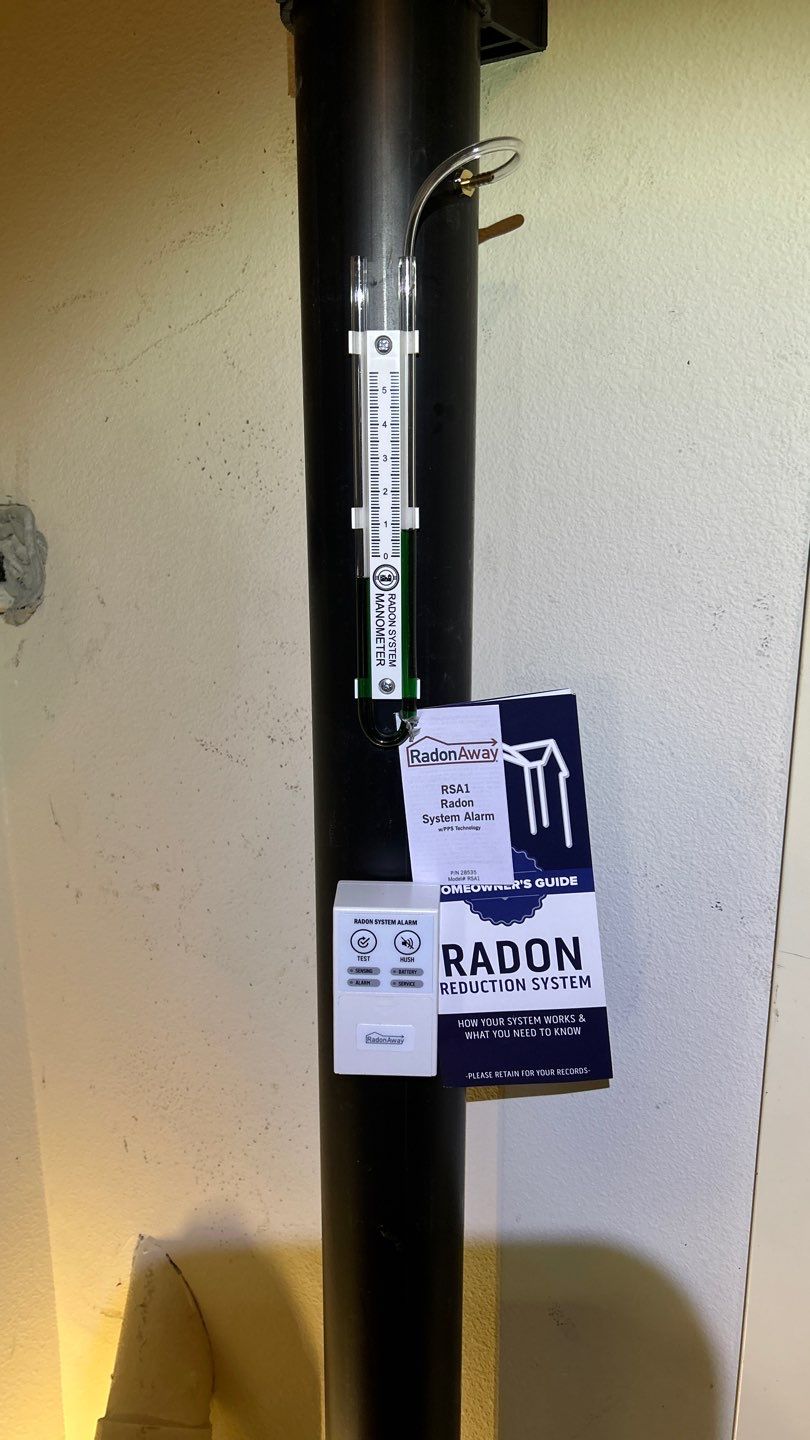 5
4
3
2
1
0
RADON SYSTEM
MANOMETER
RadonAway
RSA1
Radon
System Alarm
w/PPS Technology
P/N 28535
Model# RSA1
OMEOWNER'S GUIDE
RADON
REDUCTION SYSTEM
HOW YOUR SYSTEM WORKS &
WHAT YOU NEED TO KNOW
-PLEASE RETAIN FOR YOUR RECORDS-
RADON SYSTEM ALARM
TEST HUSH
SENSING BATTERY
ALARM SERVICE
RadonAway